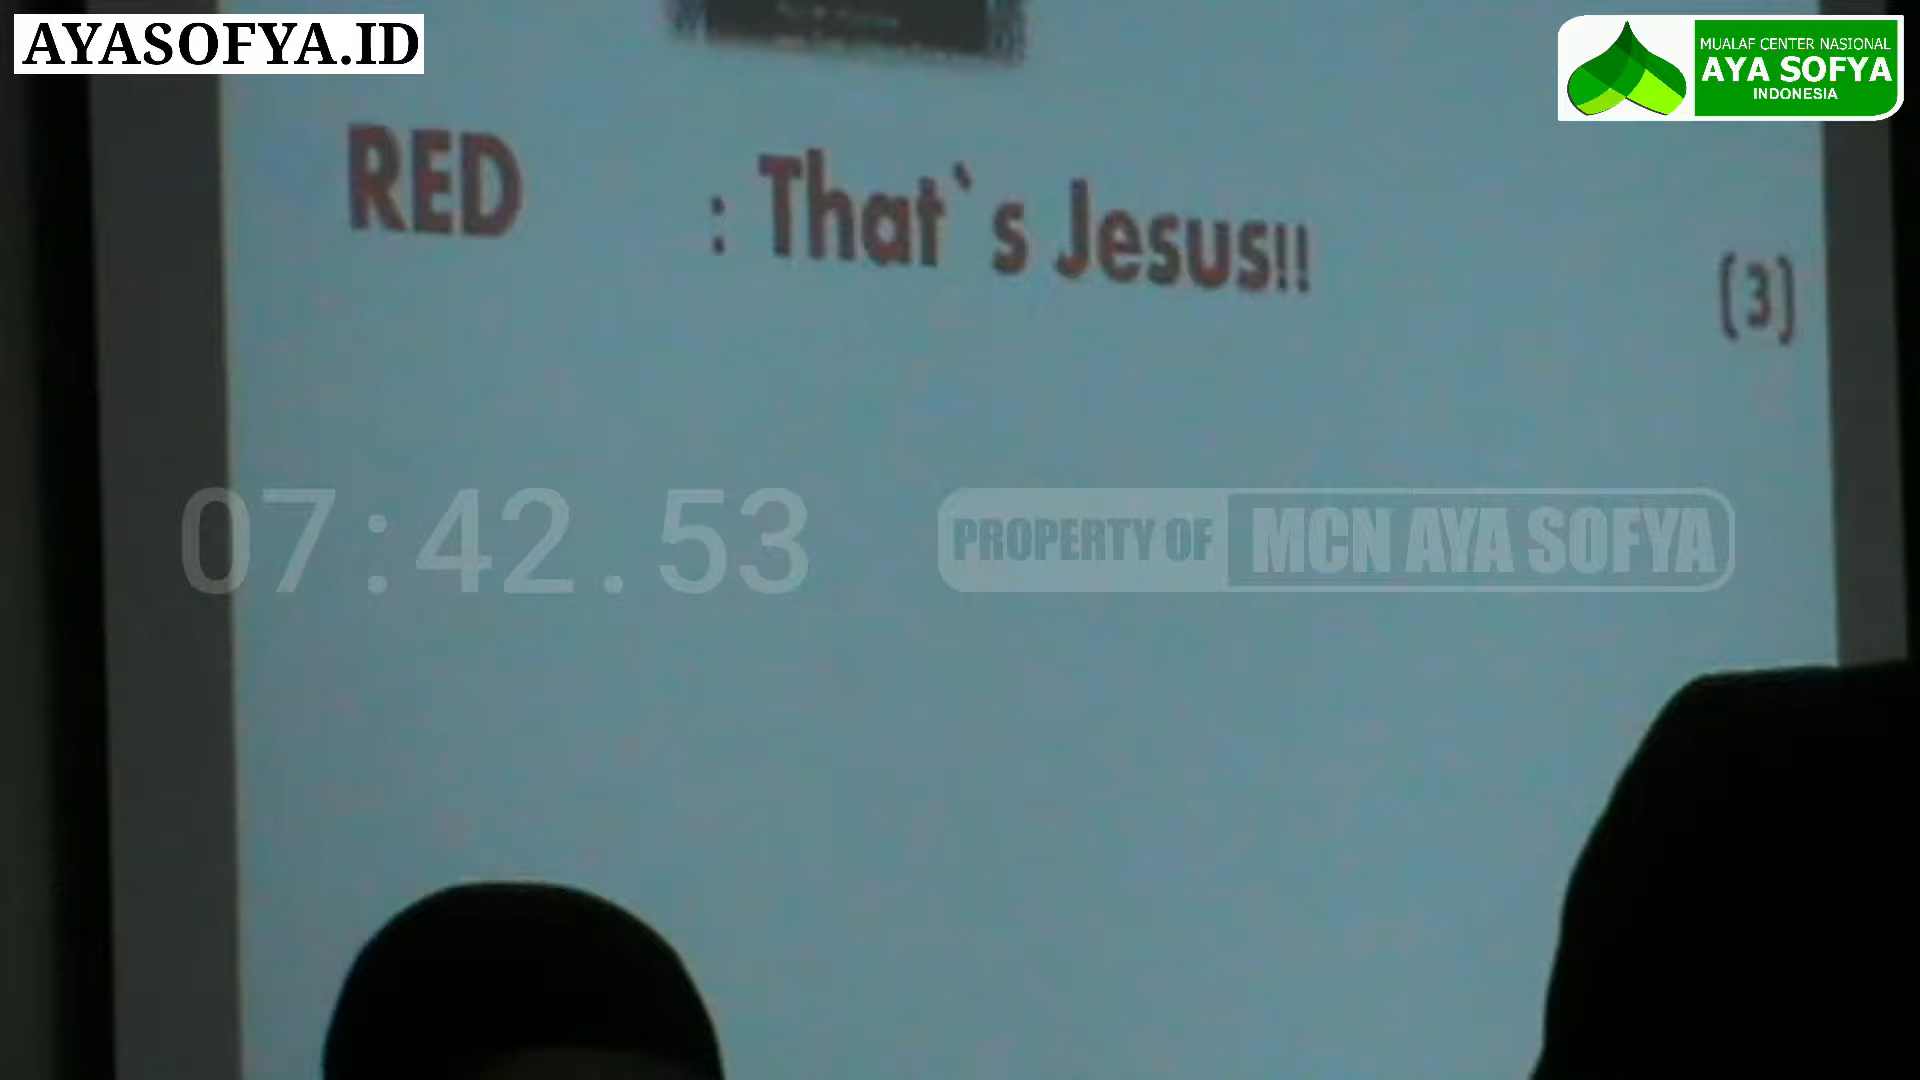 AYASOFYA.ID
MUALAF CENTER NASIONAL
AYA SOFYA
INDONESIA
RED : That`s Jesus!! (3)
07:42.53
PROPERTY OF MCN AYA SOFYA